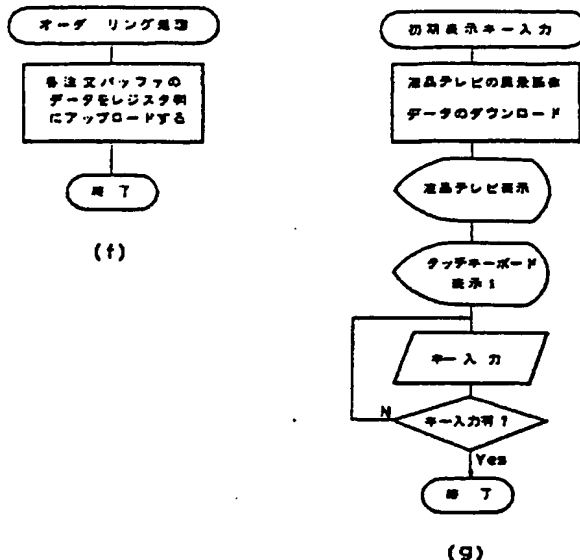 オーダーリング処理
各注文バッファの
データをレジスタ側
にアップロードする
終了
(f)
初期表示キー入力
液晶テレビの風景画像
データのダウンロード
液晶テレビ表示
タッチキーボード
表示1
キー入力
キー入力有?
N
Yes
終了
(g)